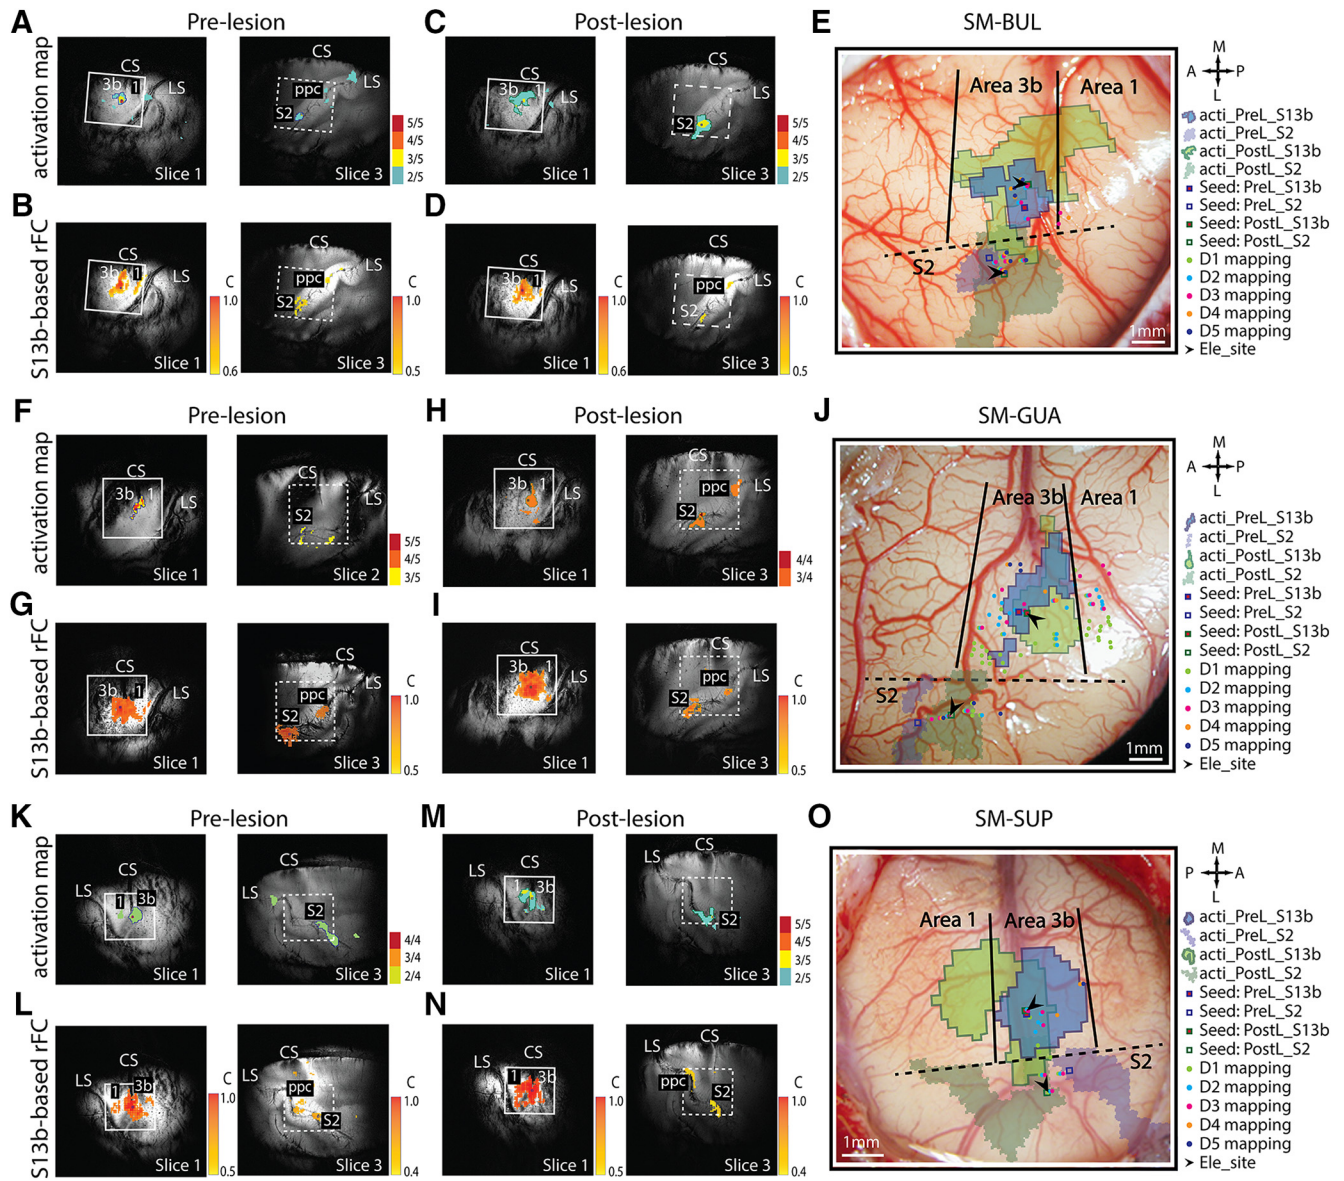 A
Pre-lesion
activation map
CS
3b
1
Slice 1
CS
LS
ppc
S2
Slice 3
5/5
4/5
3/5
2/5
B
S13b-based rFC
CS
3b
1
LS
Slice 1
C
1.0
0.6
CS
LS
ppc
S2
Slice 3
C
1.0
0.5
C
Post-lesion
CS
3b
1
LS
Slice 1
S2
Slice 3
5/5
4/5
3/5
2/5
D
CS
3b
1
LS
Slice 1
C
1.0
0.6
CS
LS
ppc
S2
Slice 3
C
1.0
0.5
E
SM-BUL
Area 3b
Area 1
S2
1mm
M
A
P
L
acti_PreL_S13b
acti_PreL_S2
acti_PostL_S13b
acti_PostL_S2
Seed: PreL_S13b
Seed: PreL_S2
Seed: PostL_S13b
Seed: PostL_S2
D1 mapping
D2 mapping
D3 mapping
D4 mapping
D5 mapping
Ele_site
F
Pre-lesion
activation map
CS
3b
1
LS
Slice 1
CS
LS
S2
Slice 2
5/5
4/5
3/5
G
S13b-based rFC
CS
3b
1
LS
Slice 1
CS
LS
ppc
S2
Slice 3
C
1.0
0.5
H
Post-lesion
CS
3b
1
Slice 1
CS
ppc
LS
S2
Slice 3
4/4
3/4
I
CS
3b
1
Slice 1
CS
LS
ppc
S2
Slice 3
C
1.0
0.5
J
SM-GUA
Area 3b
Area 1
S2
1mm
M
A
P
L
acti_PreL_S13b
acti_PreL_S2
acti_PostL_S13b
acti_PostL_S2
Seed: PreL_S13b
Seed: PreL_S2
Seed: PostL_S13b
Seed: PostL_S2
D1 mapping
D2 mapping
D3 mapping
D4 mapping
D5 mapping
Ele_site
K
Pre-lesion
activation map
CS
LS
1
3b
Slice 1
CS
LS
S2
Slice 3
4/4
3/4
2/4
L
S13b-based rFC
CS
LS
1
3b
Slice 1
C
1.0
0.5
CS
LS
ppc
S2
Slice 3
C
1.0
0.4
M
Post-lesion
CS
LS
1
3b
Slice 1
CS
LS
S2
Slice 3
5/5
4/5
3/5
2/5
N
CS
LS
1
3b
Slice 1
C
1.0
0.5
CS
LS
ppc
S2
Slice 3
C
1.0
0.4
O
SM-SUP
Area 1
Area 3b
S2
1mm
M
P
A
L
acti_PreL_S13b
acti_PreL_S2
acti_PostL_S13b
acti_PostL_S2
Seed: PreL_S13b
Seed: PreL_S2
Seed: PostL_S13b
Seed: PostL_S2
D1 mapping
D2 mapping
D3 mapping
D4 mapping
D5 mapping
Ele_site